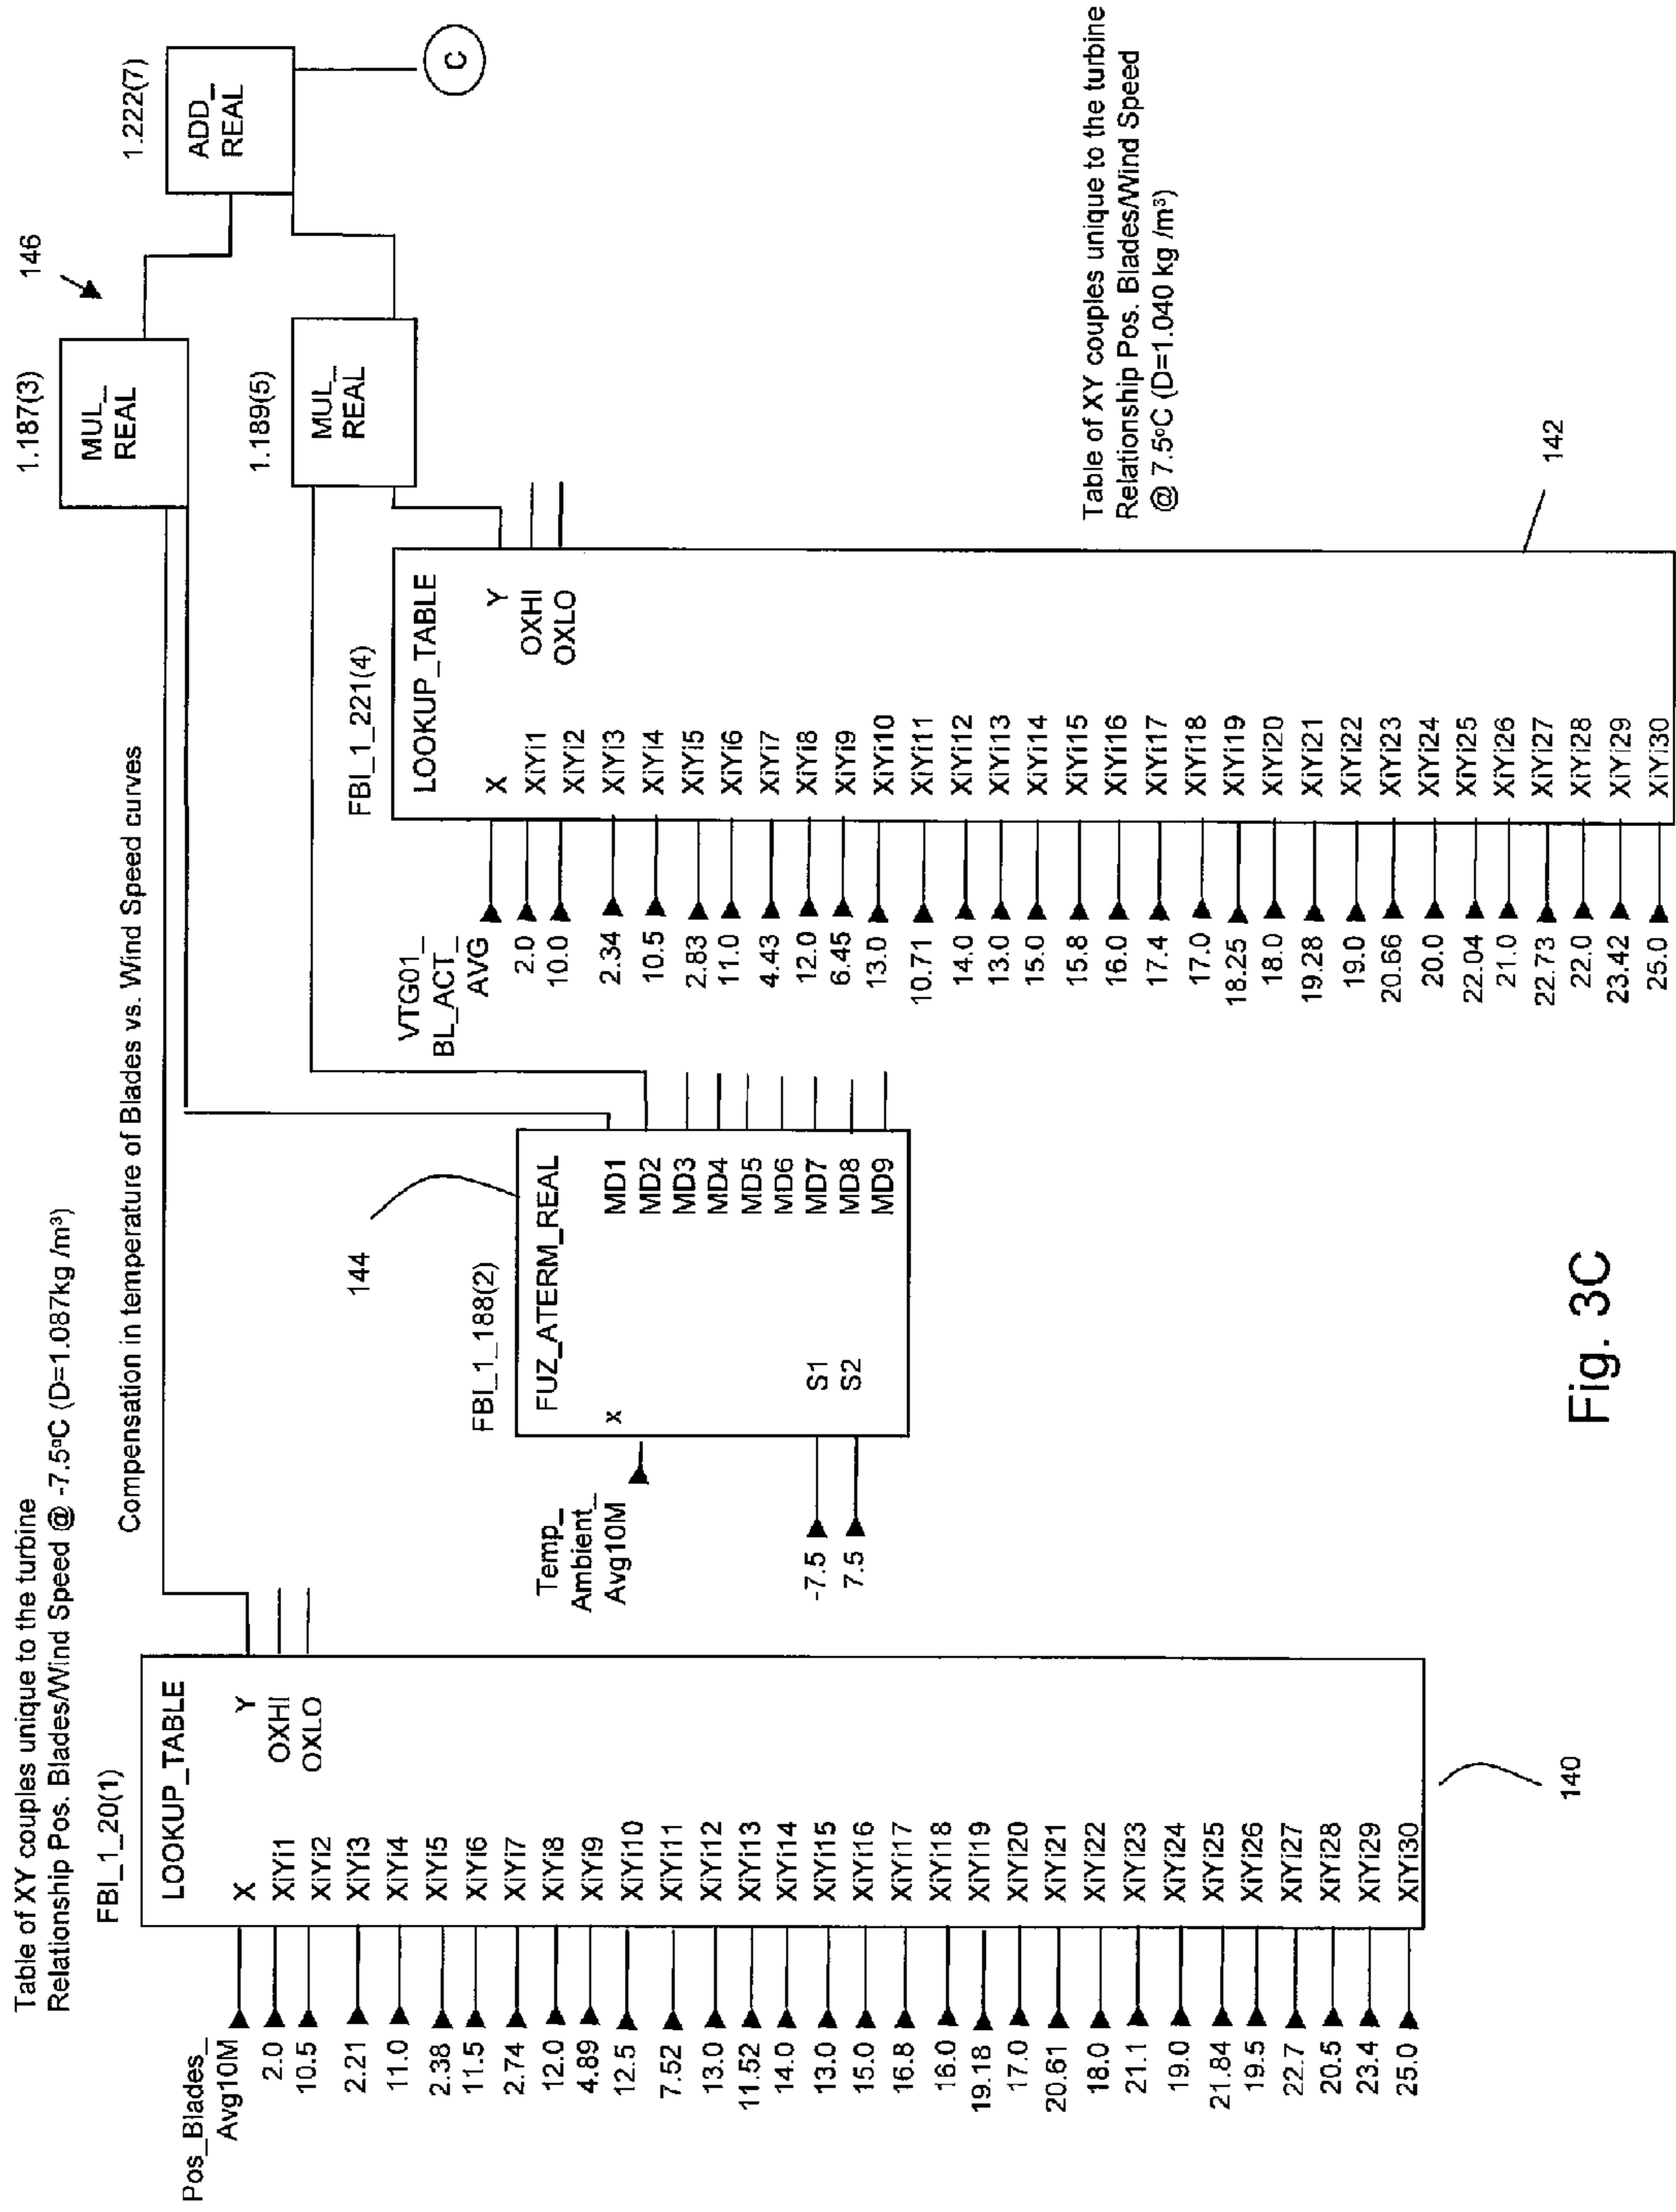 Table of XY couples unique to the turbine
Relationship Pos. Blades/Wind Speed @ -7.5ºC (D=1.087kg /m³)
Compensation in temperature of Blades vs. Wind Speed curves
FBI_1_20(1)
LOOKUP_TABLE
X
Y
OXHI
OXLO
XiYi1
XiYi2
XiYi3
XiYi4
XiYi5
XiYi6
XiYi7
XiYi8
XiYi9
XiYi10
XiYi11
XiYi12
XiYi13
XiYi14
XiYi15
XiYi16
XiYi17
XiYi18
XiYi19
XiYi20
XiYi21
XiYi22
XiYi23
XiYi24
XiYi25
XiYi26
XiYi27
XiYi28
XiYi29
XiYi30
Pos_Blades_
Avg10M
2.0
10.5
2.21
11.0
2.38
11.5
2.74
12.0
4.89
12.5
7.52
13.0
11.52
14.0
13.0
15.0
16.8
16.0
19.18
17.0
20.61
18.0
21.1
19.0
21.84
19.5
22.7
20.5
23.4
25.0
140
144
FBI_1_188(2)
FUZ_ATERM_REAL
x
MD1
MD2
MD3
MD4
MD5
MD6
MD7
MD8
MD9
S1
S2
Temp_
Ambient_
Avg10M
-7.5
7.5
FBI_1_221(4)
LOOKUP_TABLE
X
Y
OXHI
OXLO
XiYi1
XiYi2
XiYi3
XiYi4
XiYi5
XiYi6
XiYi7
XiYi8
XiYi9
XiYi10
XiYi11
XiYi12
XiYi13
XiYi14
XiYi15
XiYi16
XiYi17
XiYi18
XiYi19
XiYi20
XiYi21
XiYi22
XiYi23
XiYi24
XiYi25
XiYi26
XiYi27
XiYi28
XiYi29
XiYi30
VTG01_
BL_ACT_
AVG
2.0
10.0
2.34
10.5
2.83
11.0
4.43
12.0
6.45
13.0
10.71
14.0
13.0
15.0
15.8
16.0
17.4
17.0
18.25
18.0
19.28
19.0
20.66
20.0
22.04
21.0
22.73
22.0
23.42
25.0
142
Table of XY couples unique to the turbine
Relationship Pos. Blades/Wind Speed
@ 7.5ºC (D=1.040 kg /m³)
1.187(3)
MUL_
REAL
146
1.189(5)
MUL_
REAL
1.222(7)
ADD_
REAL
C
Fig. 3C